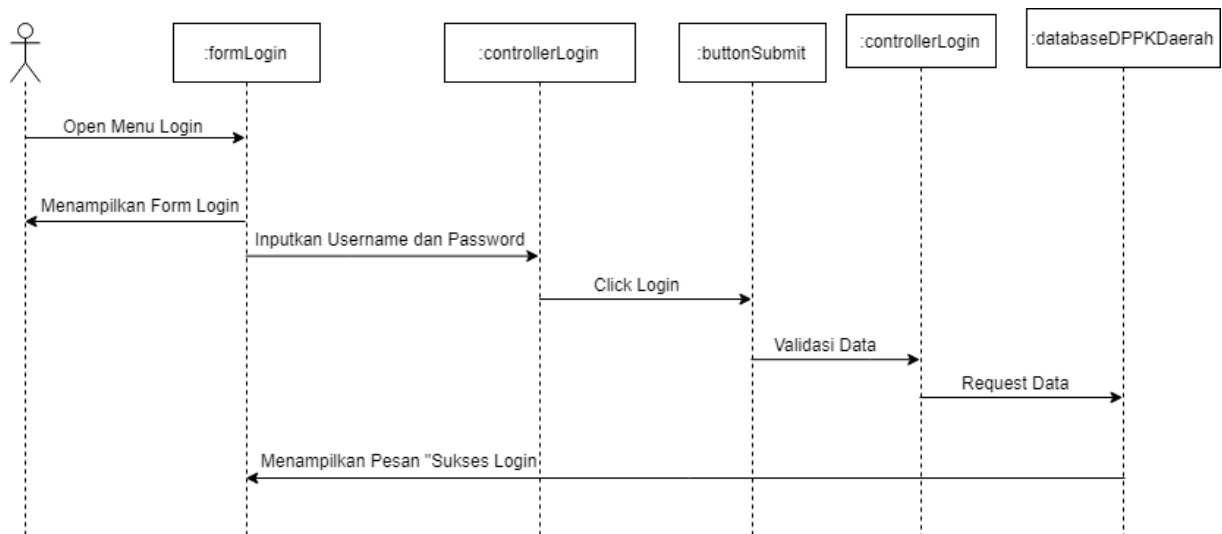 :formLogin
:controllerLogin
:buttonSubmit
:controllerLogin
:databaseDPPKDaerah
Open Menu Login
Menampilkan Form Login
Inputkan Username dan Password
Click Login
Validasi Data
Request Data
Menampilkan Pesan "Sukses Login